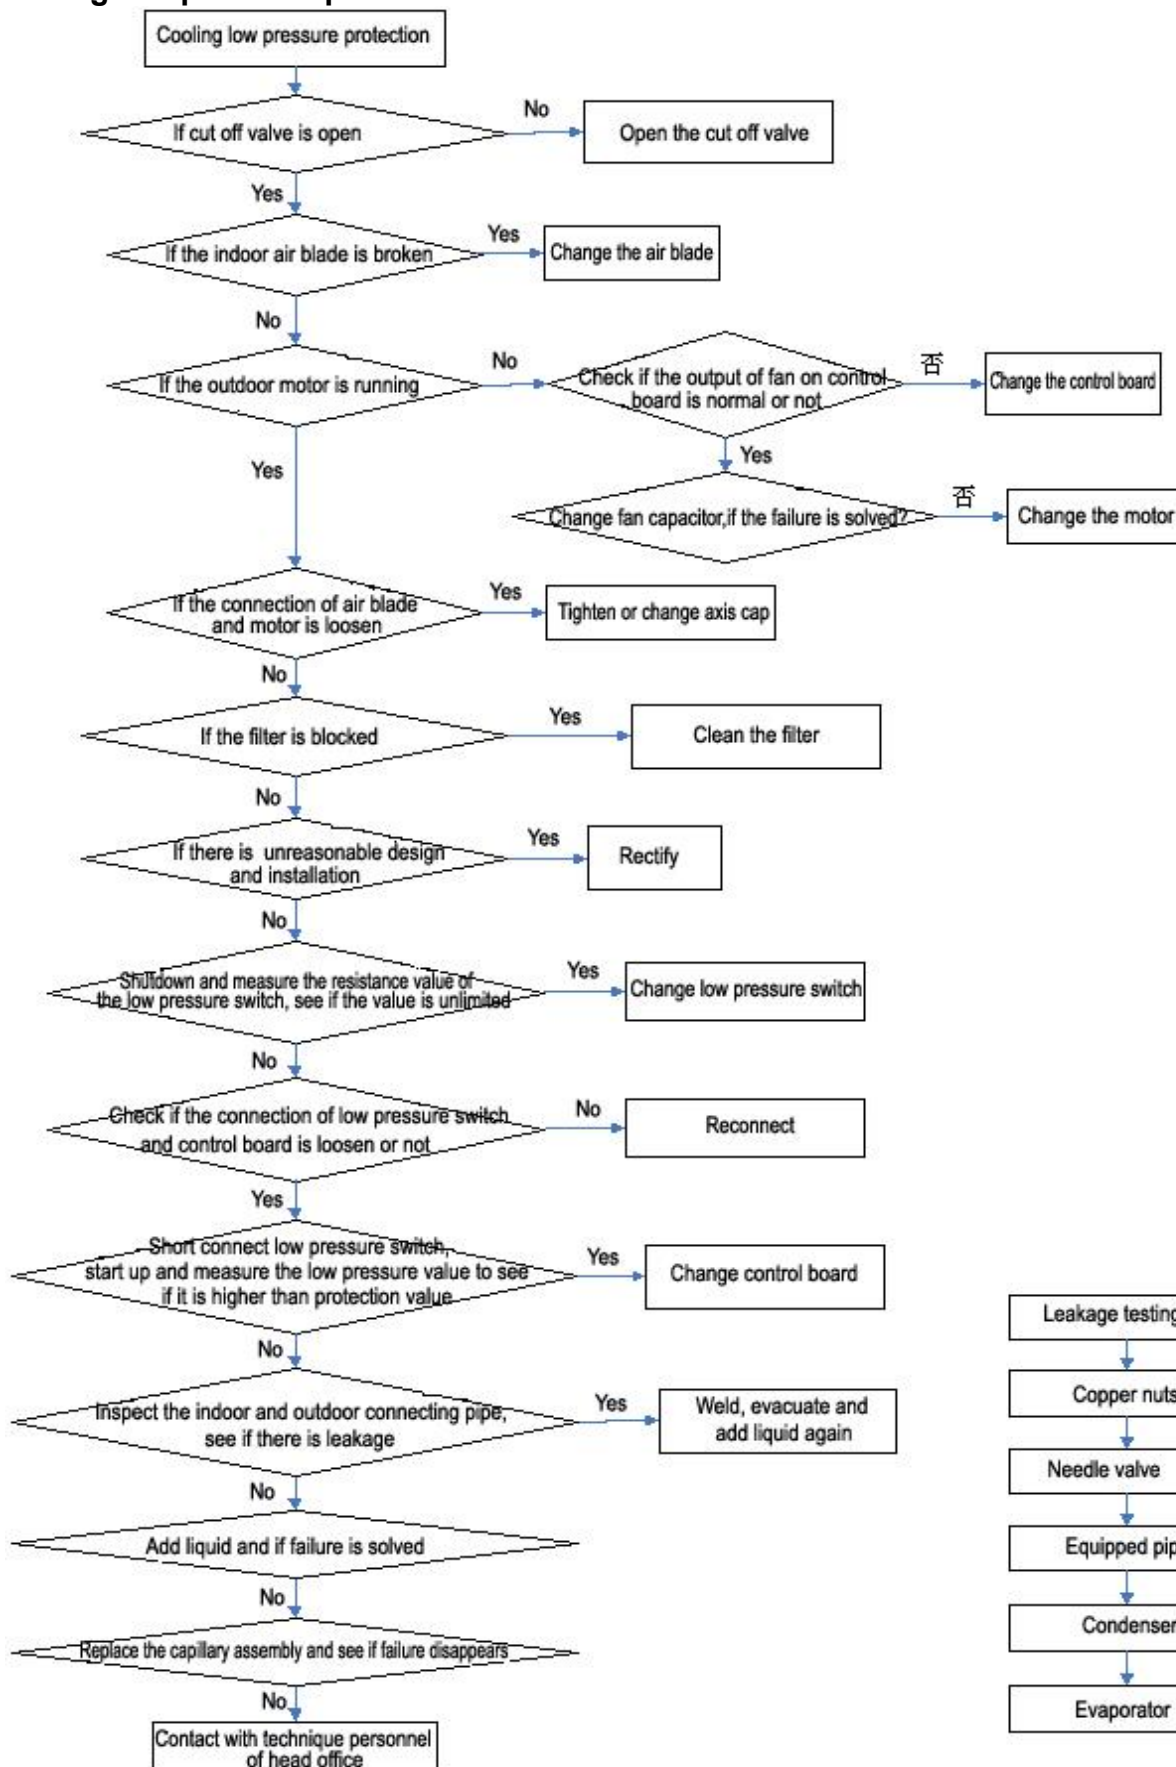 Cooling low pressure protection
If cut off valve is open
No
Open the cut off valve
Yes
If the indoor air blade is broken
Yes
Change the air blade
No
If the outdoor motor is running
No
Check if the output of fan on control
board is normal or not
否
Change the control board
Yes
Yes
Change fan capacitor,if the failure is solved?
否
Change the motor
If the connection of air blade
and motor is loosen
Yes
Tighten or change axis cap
No
If the filter is blocked
Yes
Clean the filter
No
If there is unreasonable design
and installation
Yes
Rectify
No
Shutdown and measure the resistance value of
the low pressure switch, see if the value is unlimited
Yes
Change low pressure switch
No
Check if the connection of low pressure switch
and control board is loosen or not
No
Reconnect
Yes
Short connect low pressure switch,
start up and measure the low pressure value to see
if it is higher than protection value
Yes
Change control board
No
Inspect the indoor and outdoor connecting pipe,
see if there is leakage
Yes
Weld, evacuate and
add liquid again
No
Add liquid and if failure is solved
No
Replace the capillary assembly and see if failure disappears
No
Contact with technique personnel
of head office
Leakage testing
Copper nuts
Needle valve
Equipped pip
Condenser
Evaporator